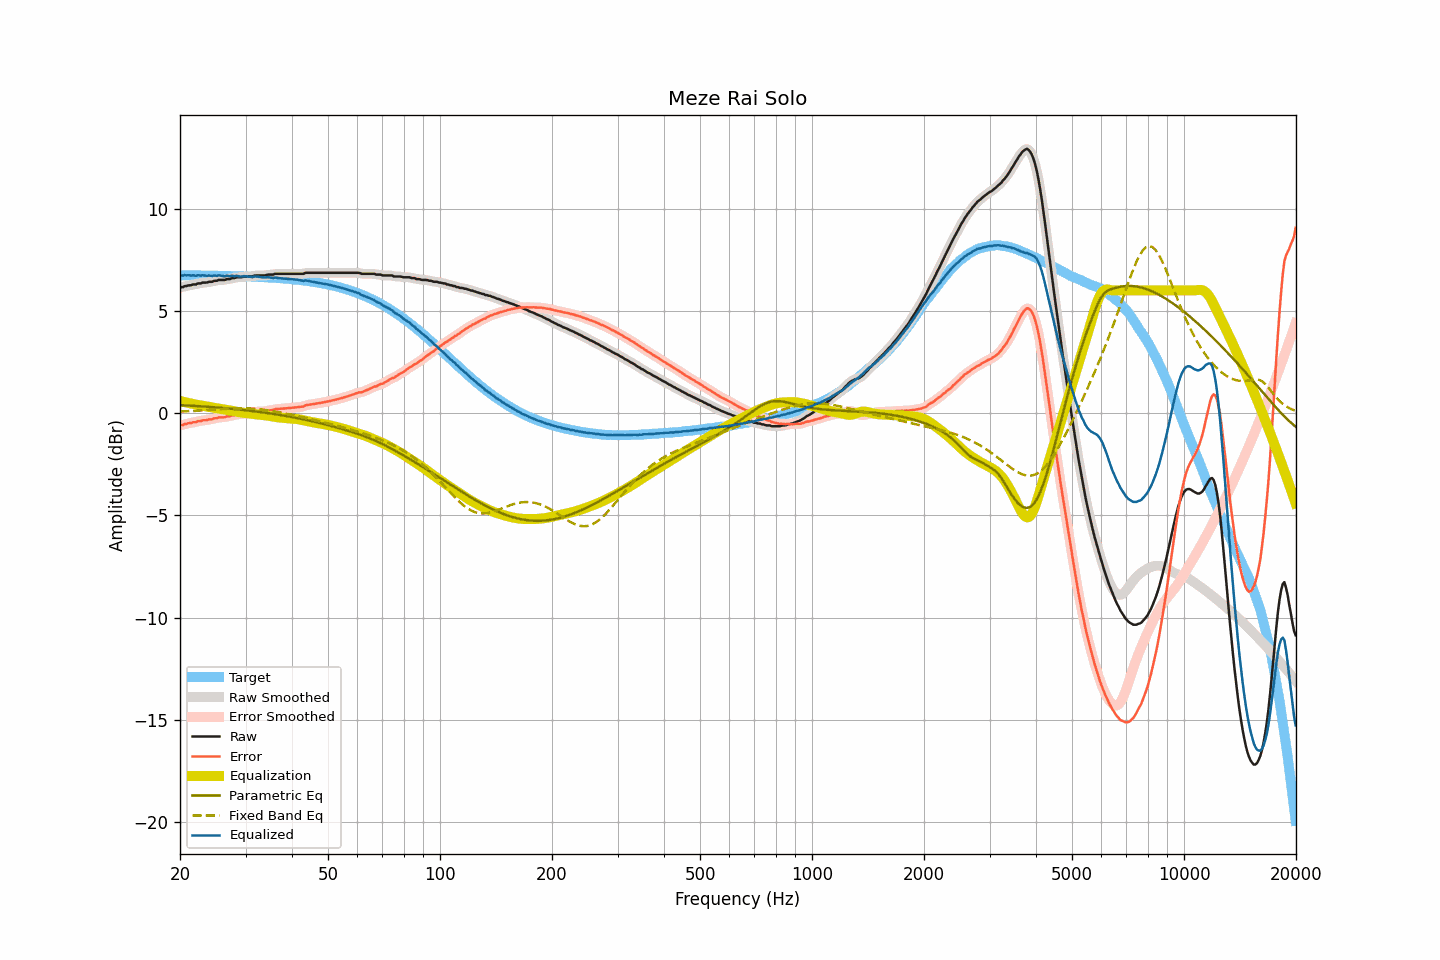 Meze Rai Solo
Amplitude (dBr)
10
5
0
−5
−10
−15
−20
Target
Raw Smoothed
Error Smoothed
Raw
Error
Equalization
Parametric Eq
Fixed Band Eq
Equalized
20 50 100 200 500 1000 2000 5000 10000 20000
Frequency (Hz)